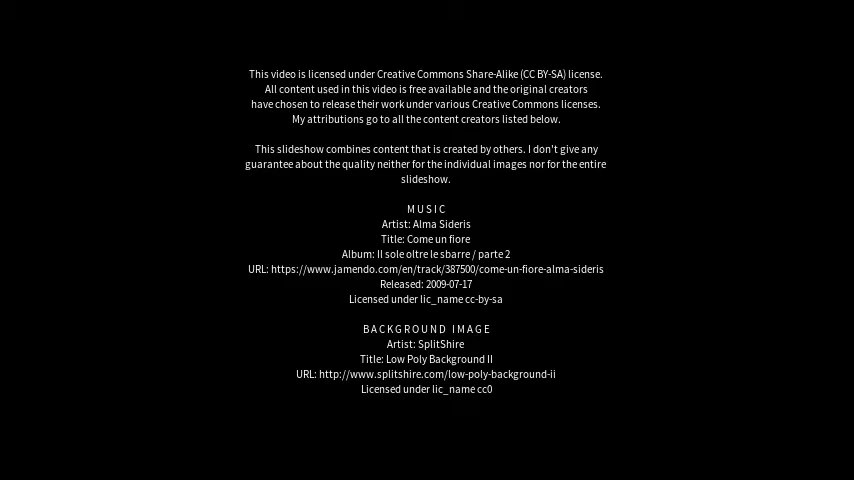 This video is licensed under Creative Commons Share-Alike (CC BY-SA) license.
All content used in this video is free available and the original creators
have chosen to release their work under various Creative Commons licenses.
My attributions go to all the content creators listed below.
This slideshow combines content that is created by others. I don't give any
guarantee about the quality neither for the individual images nor for the entire
slideshow.
MUSIC
Artist: Alma Sideris
Title: Come un fiore
Album: Il sole oltre le sbarre / parte 2
URL: https://www.jamendo.com/en/track/387500/come-un-fiore-alma-sideris
Released: 2009-07-17
Licensed under lic_name cc-by-sa
BACKGROUND IMAGE
Artist: SplitShire
Title: Low Poly Background II
URL: http://www.splitshire.com/low-poly-background-ii
Licensed under lic_name cc0